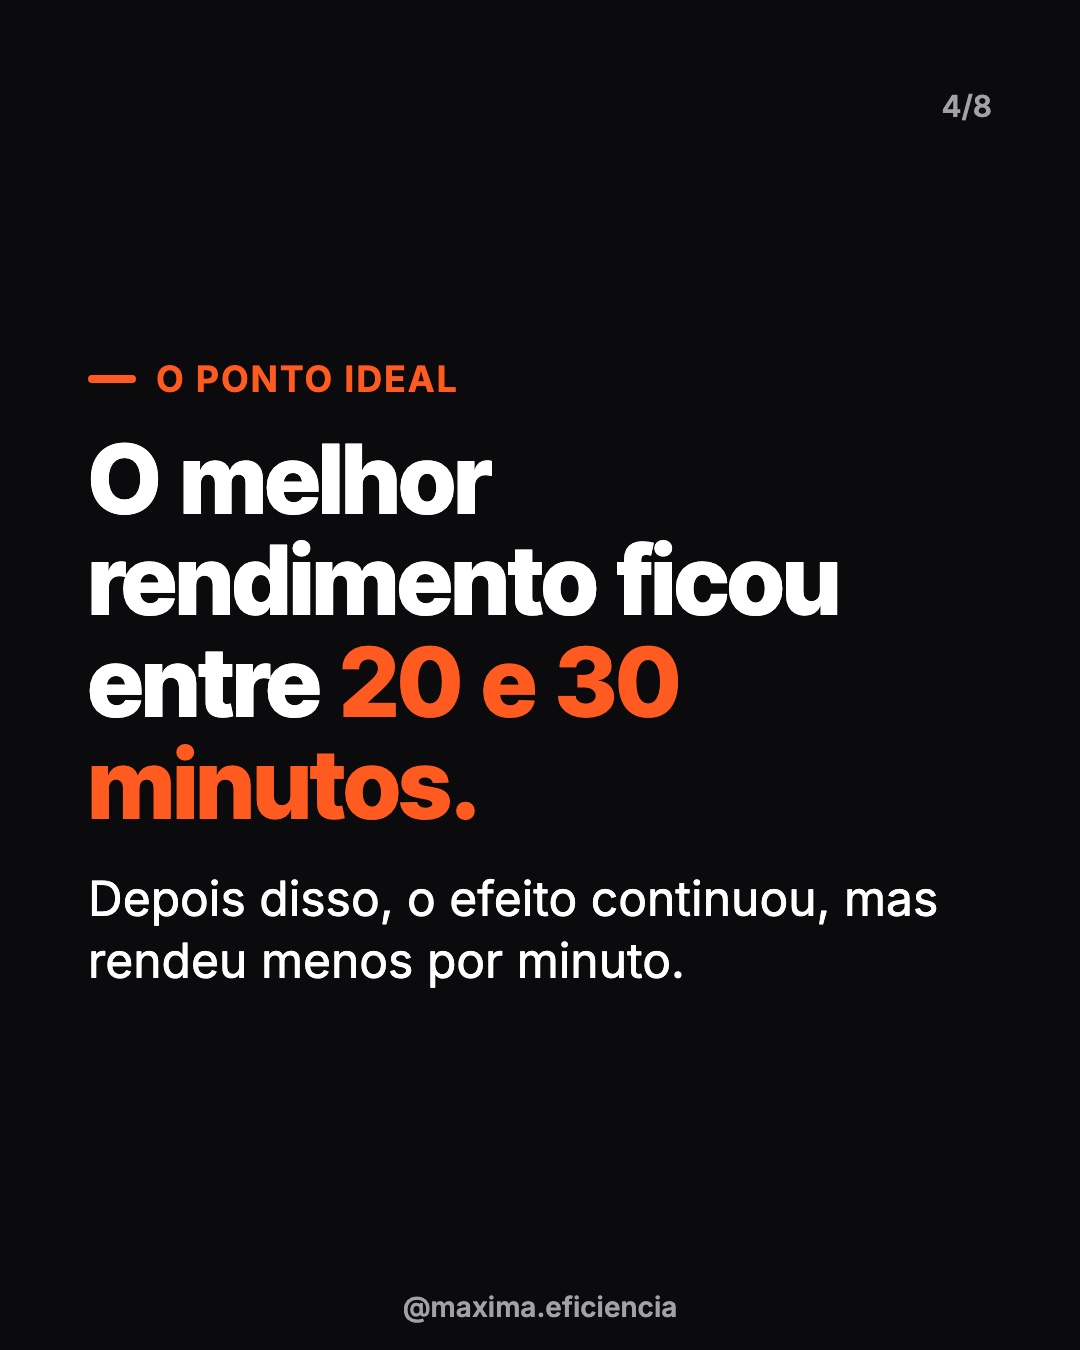 4/8
O PONTO IDEAL
O melhor
rendimento ficou
entre 20 e 30
minutos.
Depois disso, o efeito continuou, mas
rendeu menos por minuto.
@maxima.eficiencia